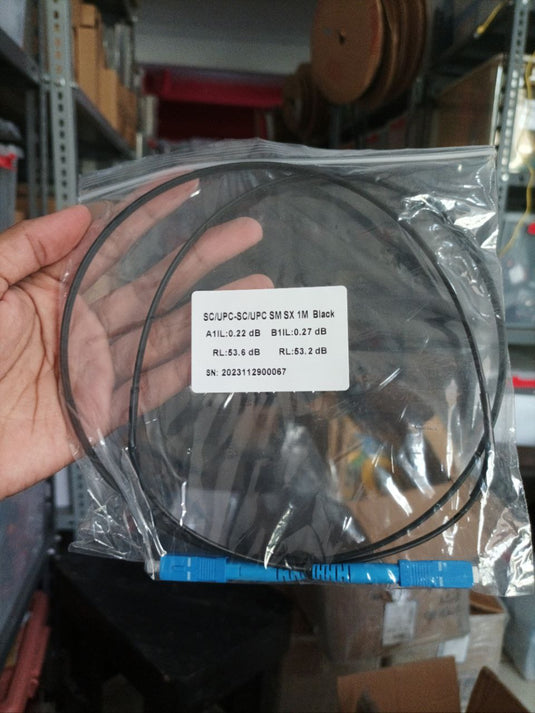 SC/UPC-SC/UPC SM SX 1M Black
A1IL:0.22 dB B1IL:0.27 dB
RL:53.6 dB RL:53.2 dB
SN: 2023112900067